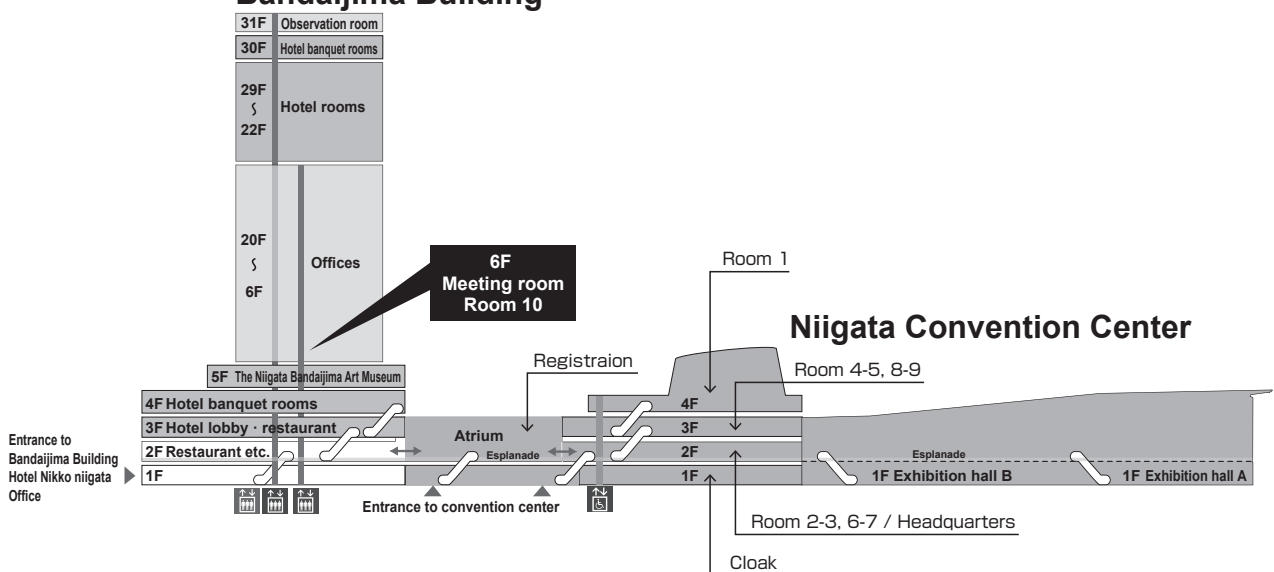 Bandaijima Building
31F Observation room
30F Hotel banquet rooms
29F
∫
22F
Hotel rooms
20F
∫
6F
Offices
6F
Meeting room
Room 10
5F The Niigata Bandaijima Art Museum
4F Hotel banquet rooms
3F Hotel lobby · restaurant
2F Restaurant etc.
1F
Entrance to
Bandaijima Building
Hotel Nikko niigata
Office
Registraion
Atrium
Esplanade
Entrance to convention center
Room 1
Niigata Convention Center
Room 4-5, 8-9
4F
3F
2F
1F
Esplanade
1F Exhibition hall B
1F Exhibition hall A
Room 2-3, 6-7 / Headquarters
Cloak